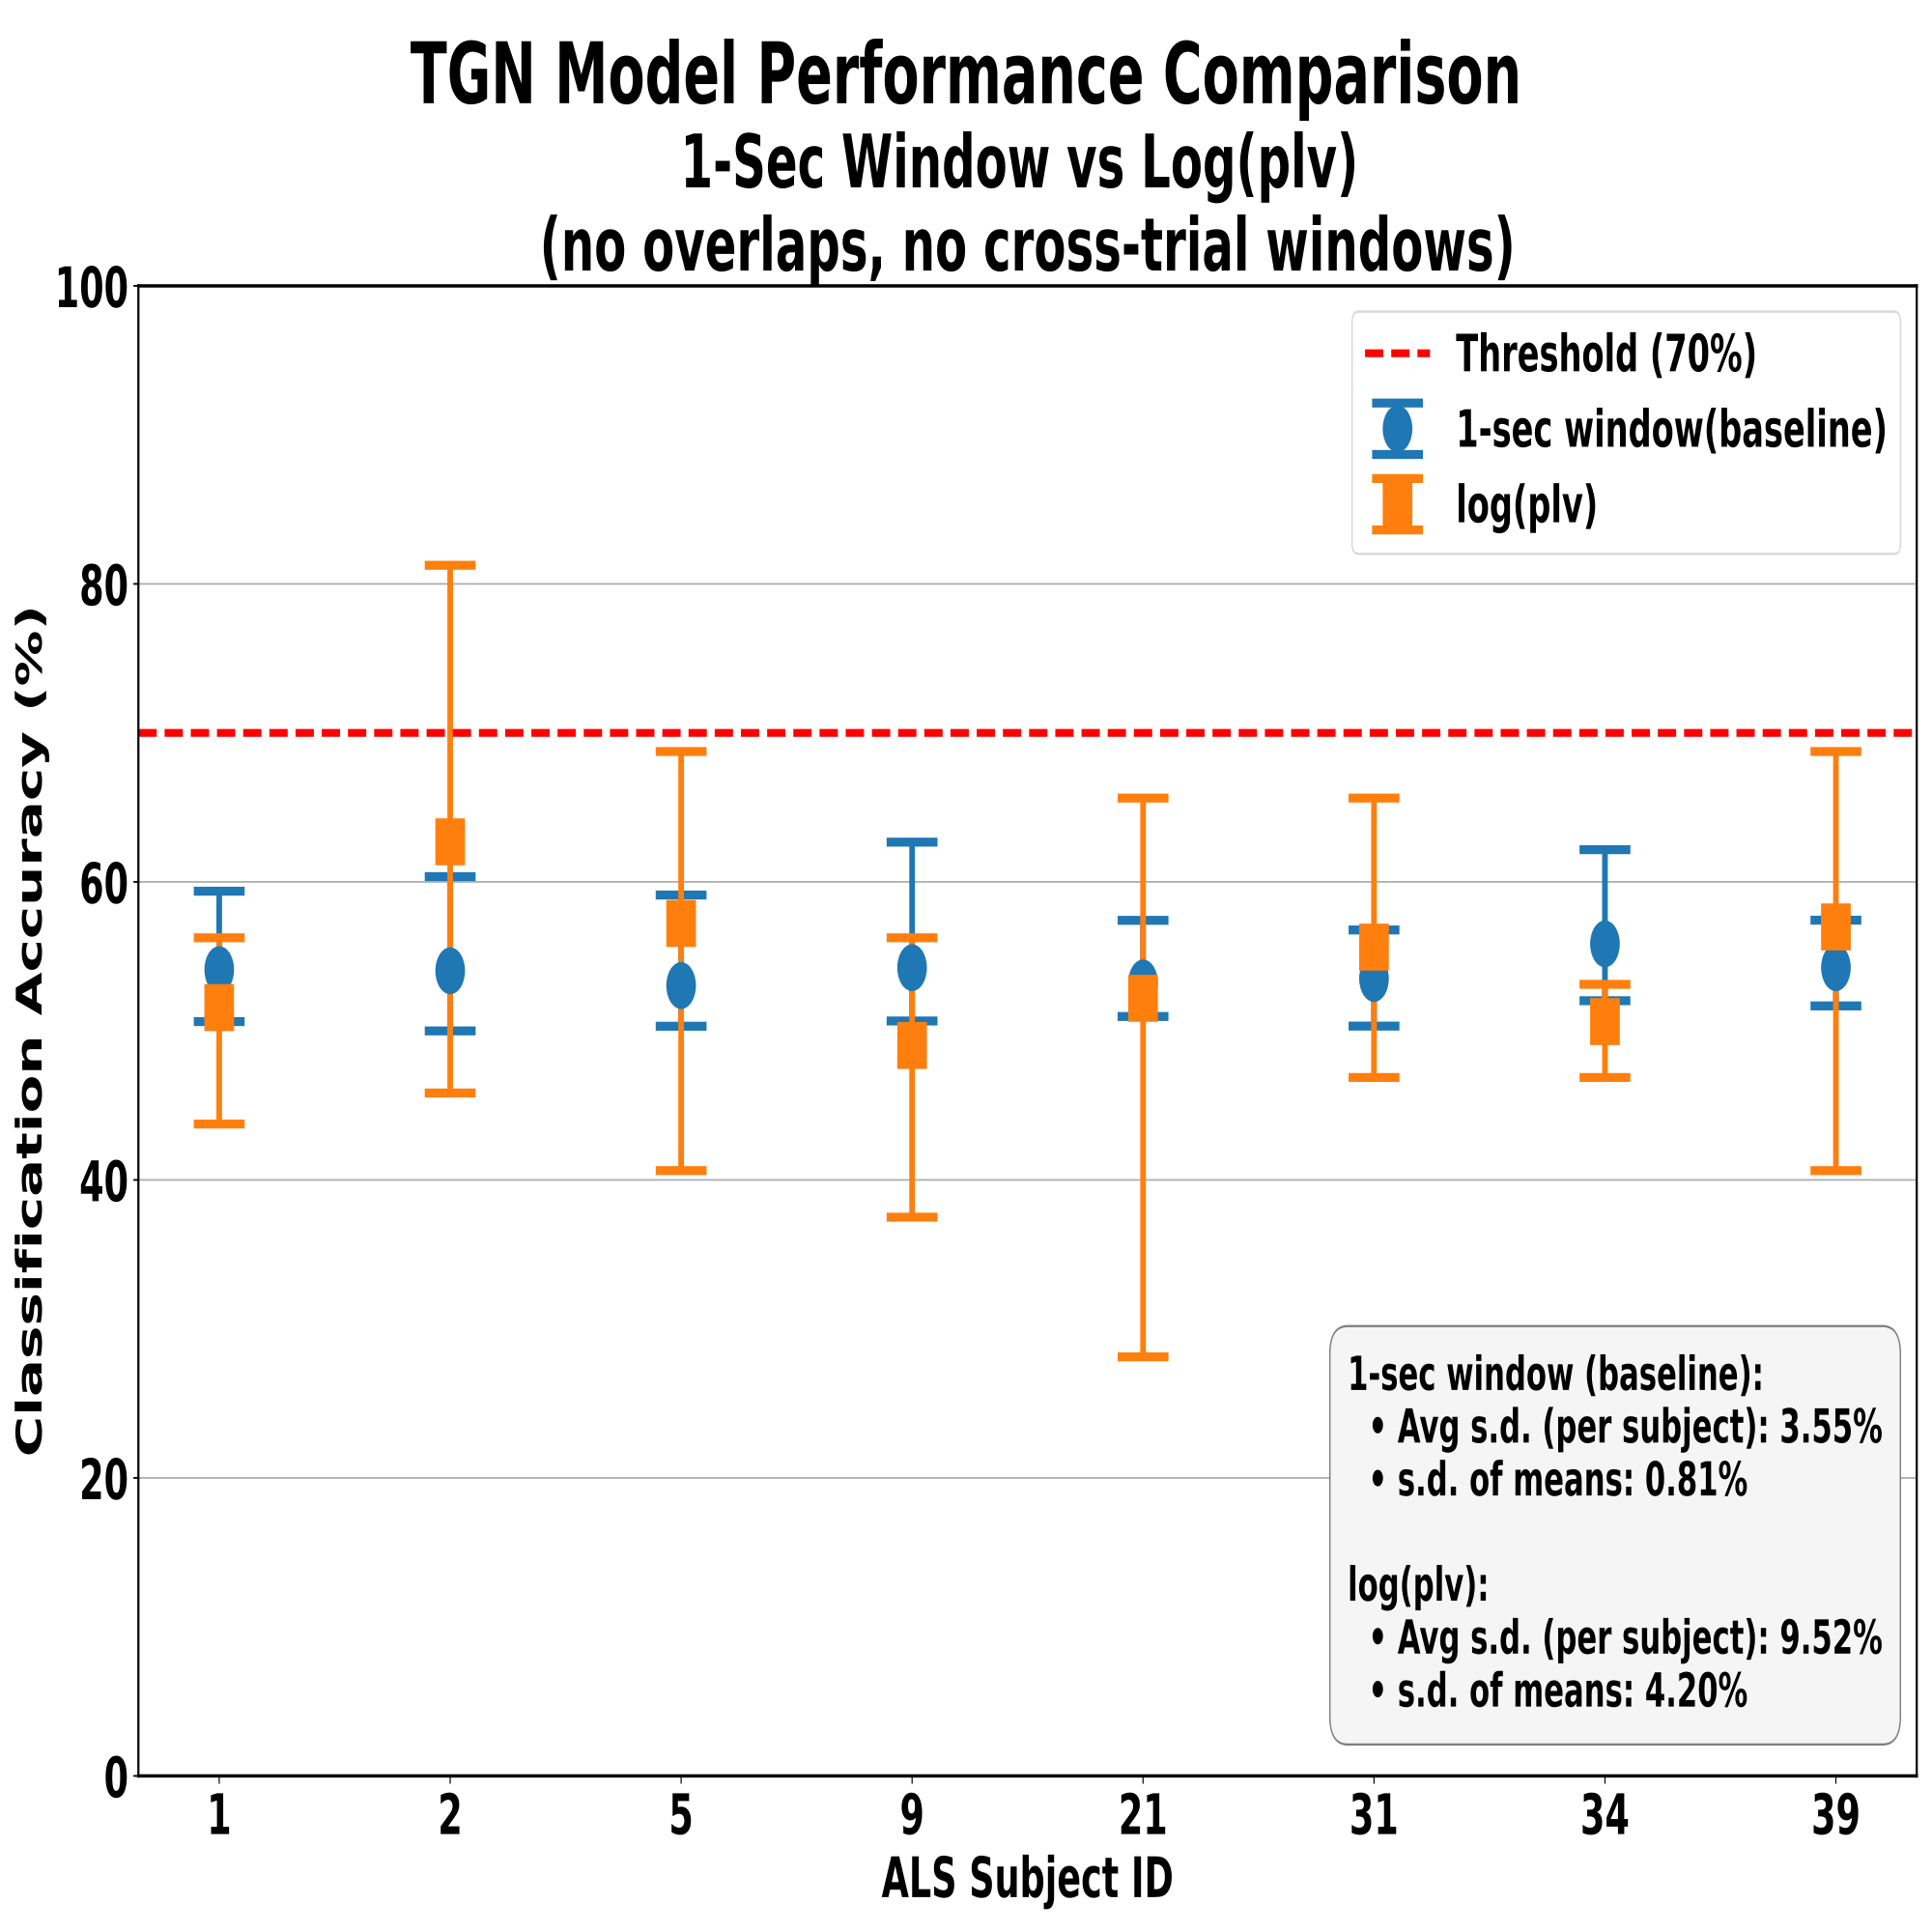 TGN Model Performance Comparison
1-Sec Window vs Log(plv)
(no overlaps, no cross-trial windows)
Classification Accuracy (%)
100
80
60
40
20
0
Threshold (70%)
1-sec window(baseline)
log(plv)
1-sec window (baseline):
• Avg s.d. (per subject): 3.55%
• s.d. of means: 0.81%
log(plv):
• Avg s.d. (per subject): 9.52%
• s.d. of means: 4.20%
1 2 5 9 21 31 34 39
ALS Subject ID